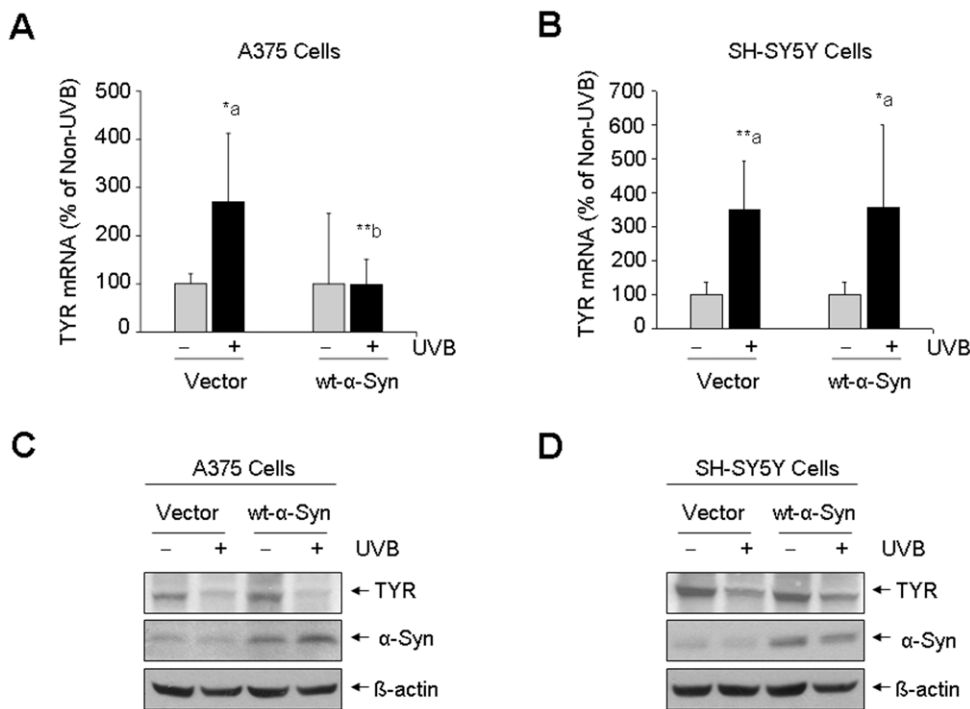 A
A375 Cells
TYR mRNA (% of Non-UVB)
500
400
300
200
100
0
*a
**b
– + – + UVB
Vector wt-α-Syn
B
SH-SY5Y Cells
TYR mRNA (% of Non-UVB)
700
600
500
400
300
200
100
0
**a
*a
– + – + UVB
Vector wt-α-Syn
C
A375 Cells
Vector wt-α-Syn
– + – + UVB
← TYR
← α-Syn
← ß-actin
D
SH-SY5Y Cells
Vector wt-α-Syn
– + – + UVB
← TYR
← α-Syn
← ß-actin